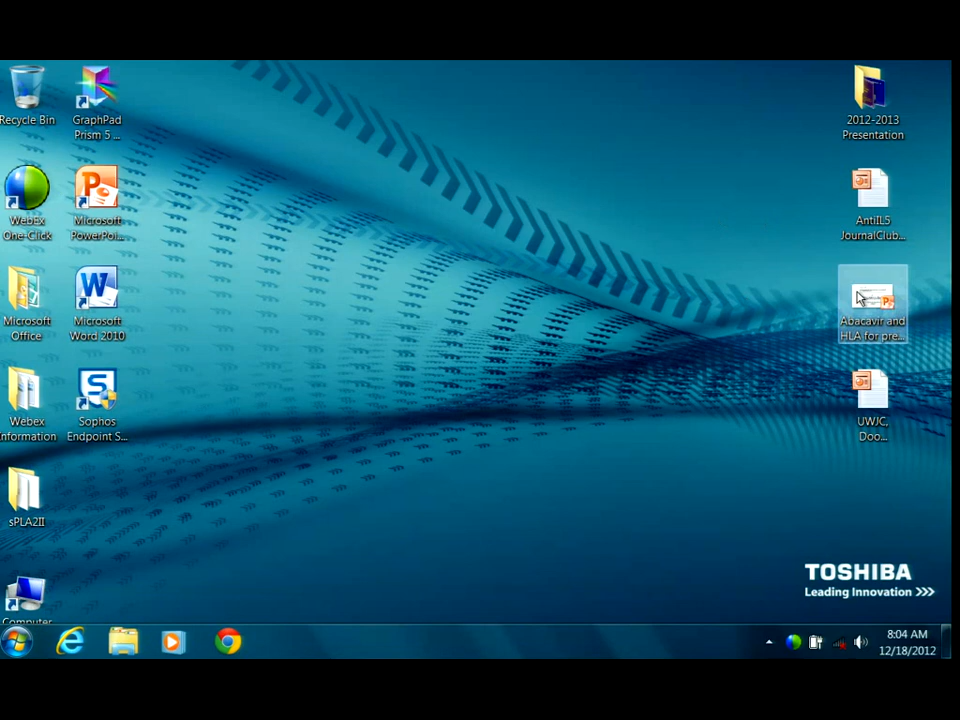 Recycle Bin
GraphPad
Prism 5 ...
WebEx
One-Click
Microsoft
PowerPoi...
Microsoft
Office
Microsoft
Word 2010
Webex
Information
Sophos
Endpoint S...
sPLA2II
Computer
2012-2013
Presentation
AntiIL5
JournalClub...
Abacavir and
HLA for pre...
UWJC,
Doo...
TOSHIBA
Leading Innovation >>>
8:04 AM
12/18/2012